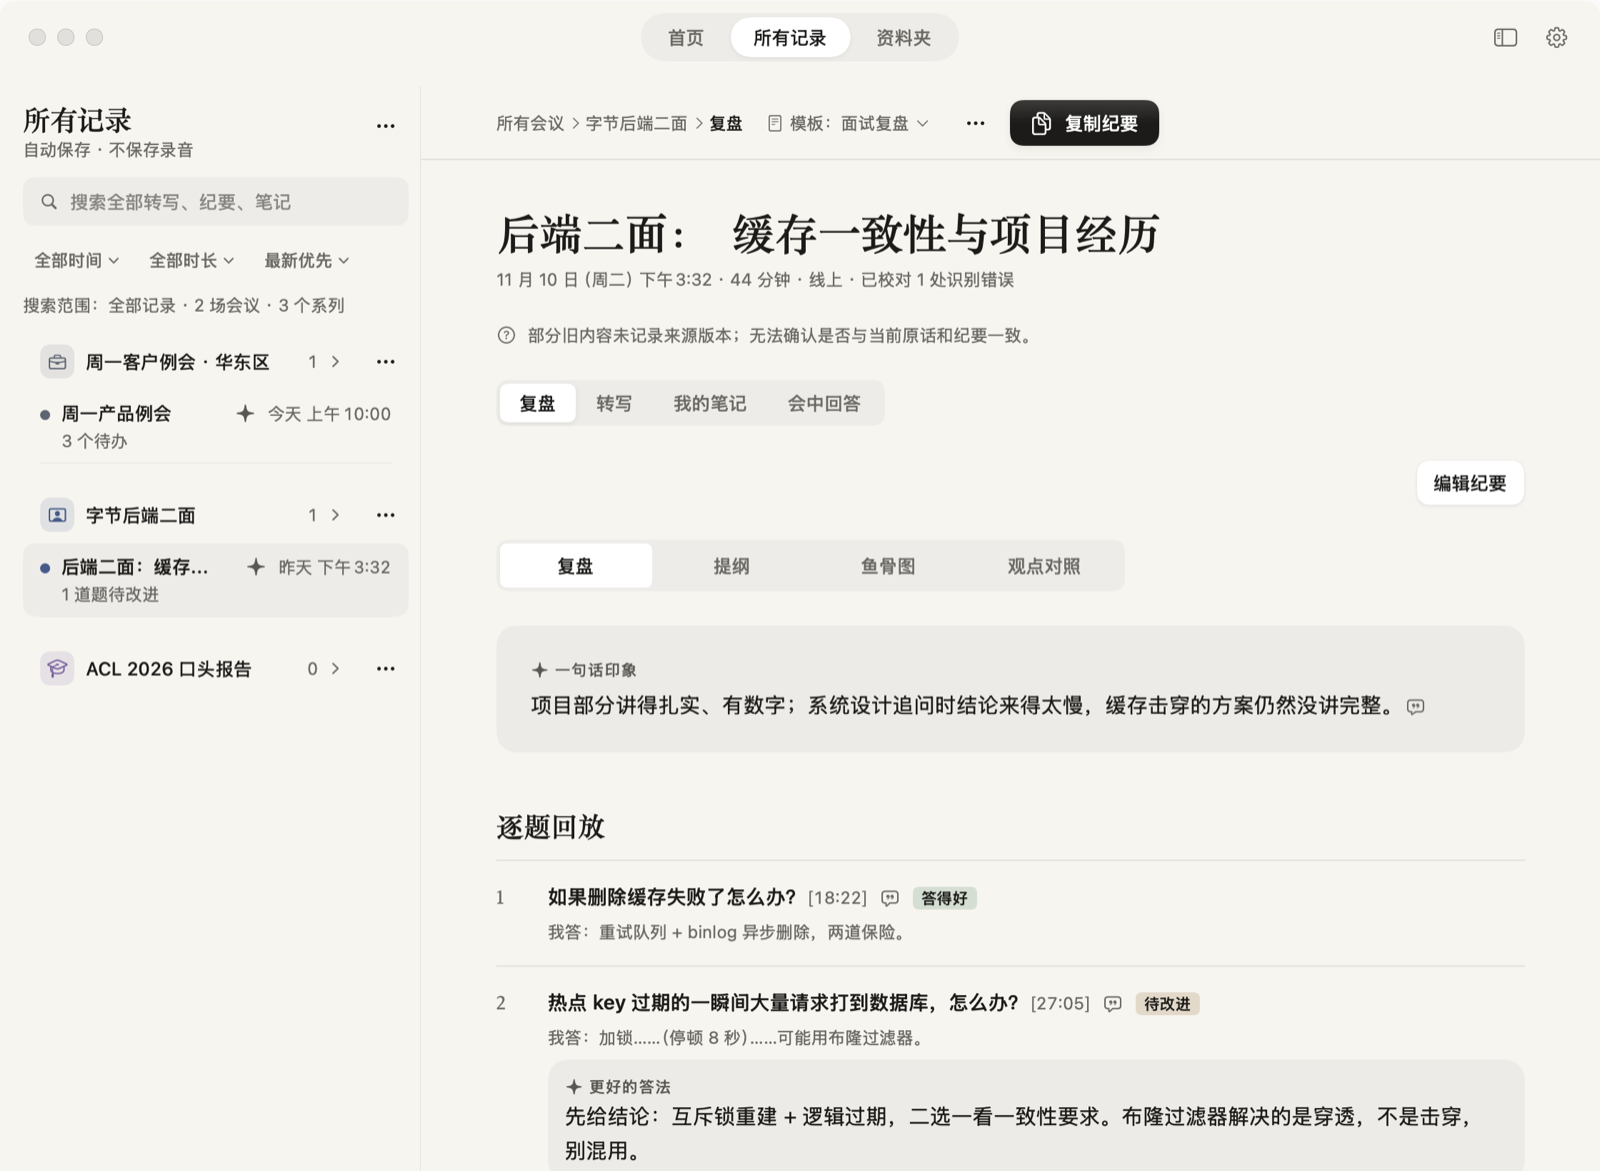 首页 所有记录 资料夹
所有记录
自动保存 · 不保存录音
搜索全部转写、纪要、笔记
全部时间 全部时长 最新优先
搜索范围：全部记录 · 2 场会议 · 3 个系列
周一客户例会 · 华东区 1
周一产品例会 今天 上午 10:00
3 个待办
字节后端二面 1
后端二面：缓存… 昨天 下午 3:32
1 道题待改进
ACL 2026 口头报告 0
所有会议 > 字节后端二面 > 复盘 模板：面试复盘 复制纪要
后端二面： 缓存一致性与项目经历
11 月 10 日 (周二) 下午 3:32 · 44 分钟 · 线上 · 已校对 1 处识别错误
部分旧内容未记录来源版本；无法确认是否与当前原话和纪要一致。
复盘 转写 我的笔记 会中回答
编辑纪要
复盘 提纲 鱼骨图 观点对照
一句话印象
项目部分讲得扎实、有数字；系统设计追问时结论来得太慢，缓存击穿的方案仍然没讲完整。
逐题回放
1 如果删除缓存失败了怎么办？ [18:22] 答得好
我答：重试队列 + binlog 异步删除，两道保险。
2 热点 key 过期的一瞬间大量请求打到数据库，怎么办？ [27:05] 待改进
我答：加锁……(停顿 8 秒)……可能用布隆过滤器。
更好的答法
先给结论：互斥锁重建 + 逻辑过期，二选一看一致性要求。布隆过滤器解决的是穿透，不是击穿，
别混用。